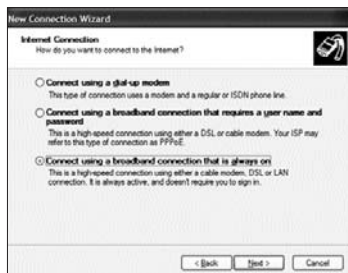 New Connection Wizard
Internet Connection
How do you want to connect to the Internet?
Connect using a dial-up modem
This type of connection uses a modem and a regular or ISDN phone line.
Connect using a broadband connection that requires a user name and
password
This is a high-speed connection using either a DSL or cable modem. Your ISP may
refer to this type of connection as PPPoE.
Connect using a broadband connection that is always on
This is a high-speed connection using either a cable modem, DSL or LAN
connection. It is always active, and doesn't require you to sign in.
< Back Next > Cancel